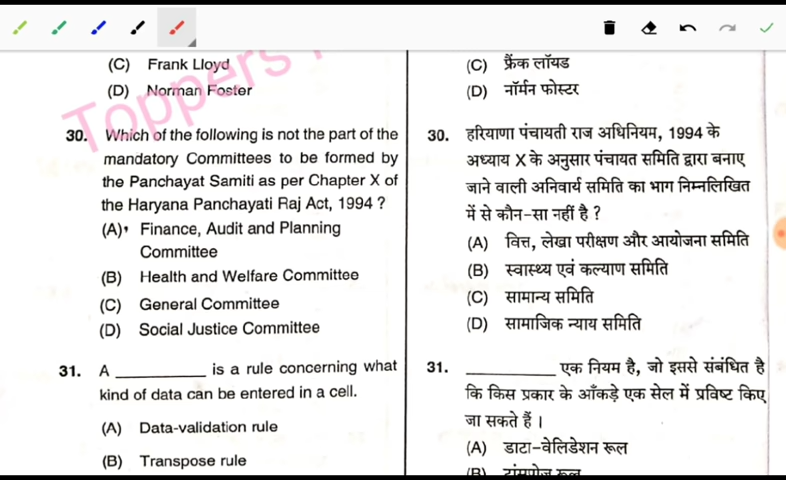 (C) Frank Lloyd
(D) Norman Foster
30. Which of the following is not the part of the
mandatory Committees to be formed by
the Panchayat Samiti as per Chapter X of
the Haryana Panchayati Raj Act, 1994 ?
(A) Finance, Audit and Planning
Committee
(B) Health and Welfare Committee
(C) General Committee
(D) Social Justice Committee
31. A __________ is a rule concerning what
kind of data can be entered in a cell.
(A) Data-validation rule
(B) Transpose rule
(C) फ्रैंक लॉयड
(D) नॉर्मन फोस्टर
30. हरियाणा पंचायती राज अधिनियम, 1994 के
अध्याय X के अनुसार पंचायत समिति द्वारा बनाए
जाने वाली अनिवार्य समिति का भाग निम्नलिखित
में से कौन-सा नहीं है ?
(A) वित्त, लेखा परीक्षण और आयोजना समिति
(B) स्वास्थ्य एवं कल्याण समिति
(C) सामान्य समिति
(D) सामाजिक न्याय समिति
31. __________ एक नियम है, जो इससे संबंधित है
कि किस प्रकार के आँकड़े एक सेल में प्रविष्ट किए
जा सकते हैं ।
(A) डाटा-वेलिडेशन रूल
(B) ट्रांसपोज़ रूल
Toppers